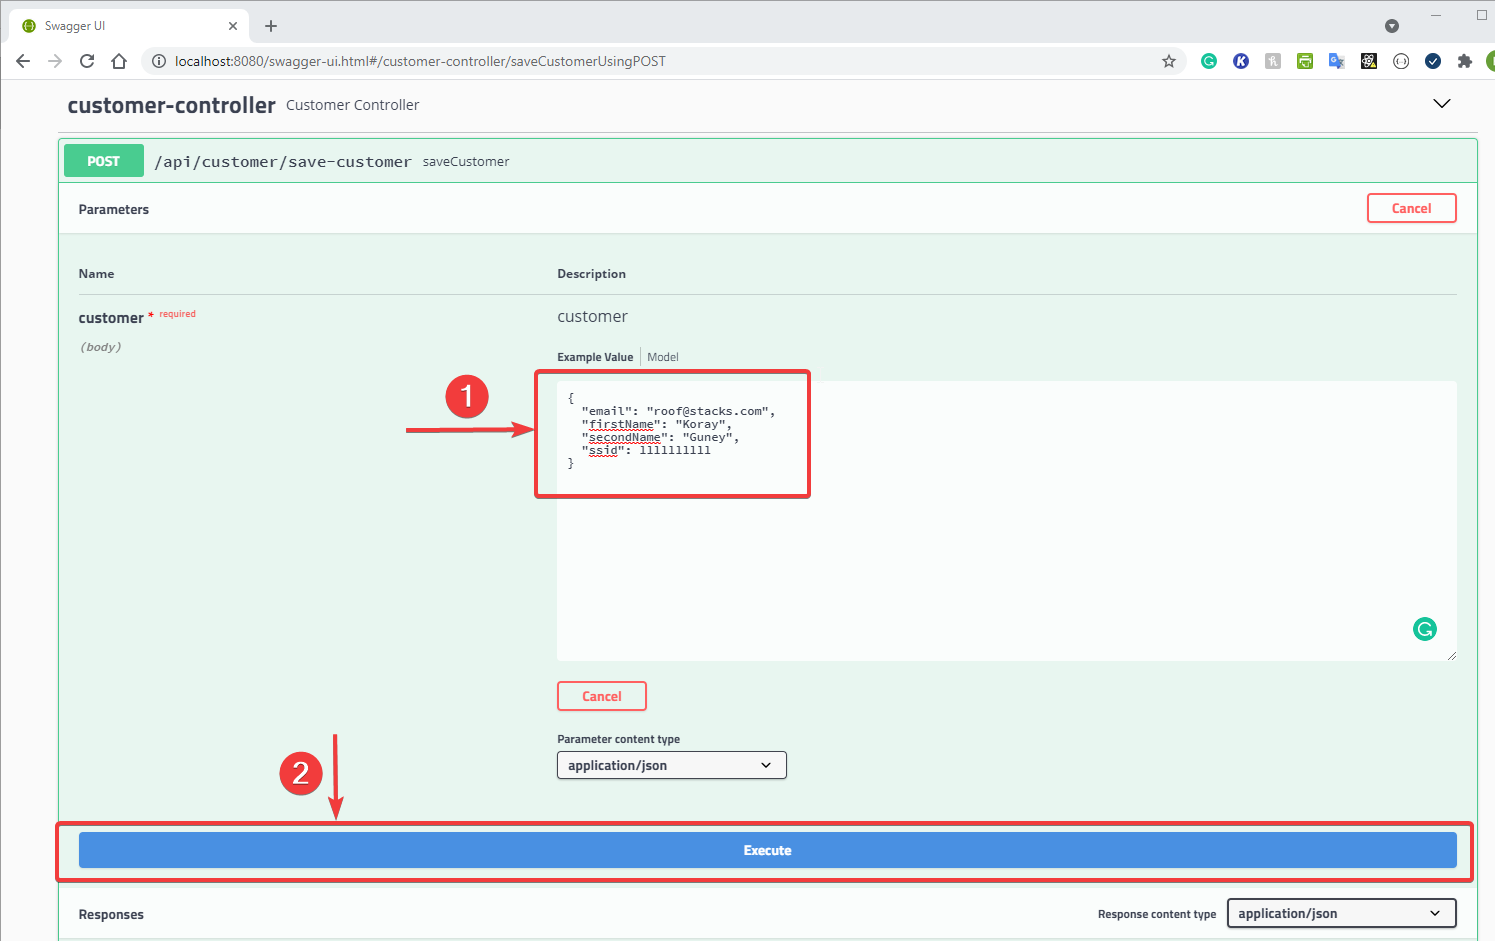 Swagger UI
localhost:8080/swagger-ui.html#/customer-controller/saveCustomerUsingPOST
customer-controller Customer Controller
POST /api/customer/save-customer saveCustomer
Parameters
Cancel
Name Description
customer * required
(body)
customer
Example Value Model
1
{
"email": "roof@stacks.com",
"firstName": "Koray",
"secondName": "Guney",
"ssid": 1111111111
}
Cancel
Parameter content type
application/json
2
Execute
Responses Response content type application/json